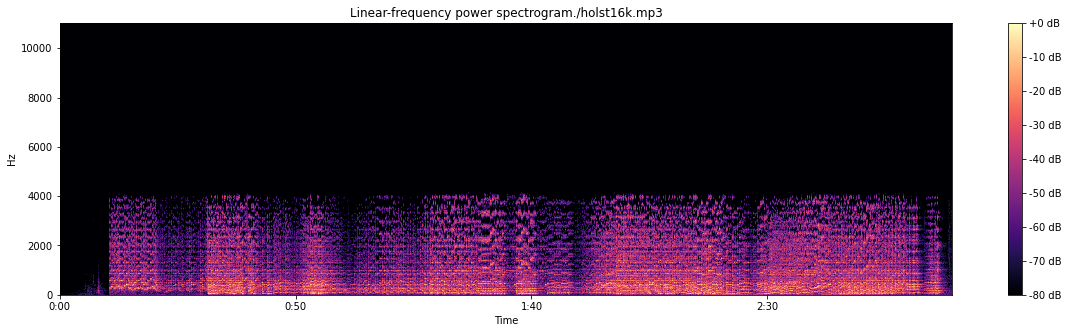 Linear-frequency power spectrogram./holst16k.mp3
10000
8000
6000
4000
2000
0
Hz
0:00
0:50
1:40
2:30
Time
+0 dB
-10 dB
-20 dB
-30 dB
-40 dB
-50 dB
-60 dB
-70 dB
-80 dB